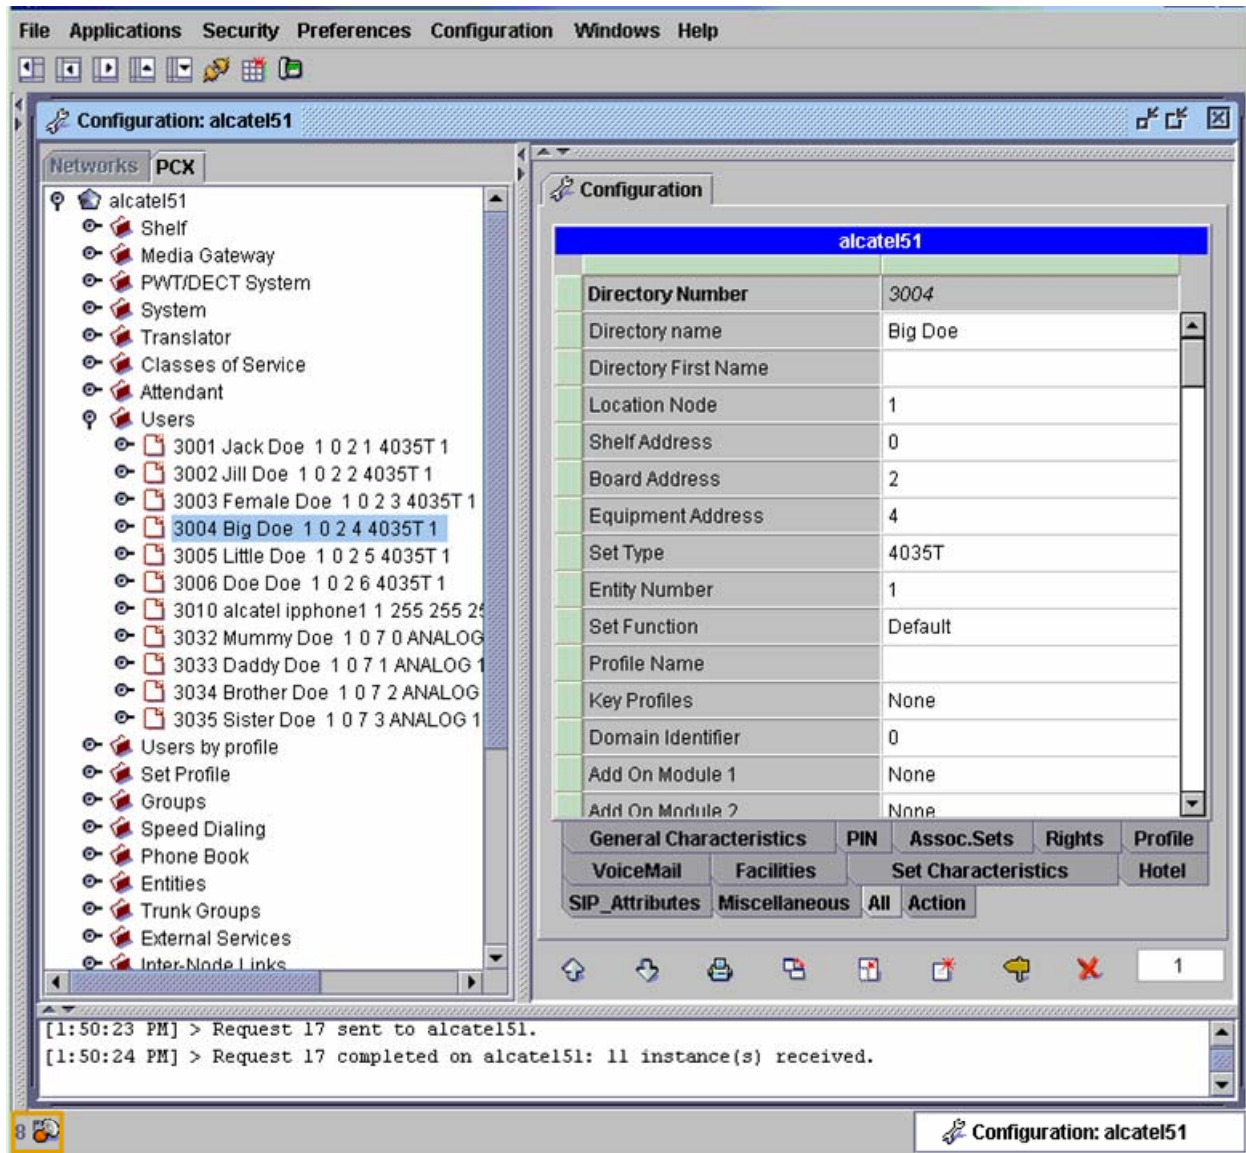 File Applications Security Preferences Configuration Windows Help
Configuration: alcatel51
Networks PCX
alcatel51
Shelf
Media Gateway
PWT/DECT System
System
Translator
Classes of Service
Attendant
Users
3001 Jack Doe 1 0 2 1 4035T 1
3002 Jill Doe 1 0 2 2 4035T 1
3003 Female Doe 1 0 2 3 4035T 1
3004 Big Doe 1 0 2 4 4035T 1
3005 Little Doe 1 0 2 5 4035T 1
3006 Doe Doe 1 0 2 6 4035T 1
3010 alcatel ipphone1 1 255 255 25
3032 Mummy Doe 1 0 7 0 ANALOG
3033 Daddy Doe 1 0 7 1 ANALOG 1
3034 Brother Doe 1 0 7 2 ANALOG
3035 Sister Doe 1 0 7 3 ANALOG 1
Users by profile
Set Profile
Groups
Speed Dialing
Phone Book
Entities
Trunk Groups
External Services
Inter-Node Links
Configuration
alcatel51
Directory Number 3004
Directory name Big Doe
Directory First Name
Location Node 1
Shelf Address 0
Board Address 2
Equipment Address 4
Set Type 4035T
Entity Number 1
Set Function Default
Profile Name
Key Profiles None
Domain Identifier 0
Add On Module 1 None
Add On Module 2 None
General Characteristics PIN Assoc.Sets Rights Profile
VoiceMail Facilities Set Characteristics Hotel
SIP_Attributes Miscellaneous All Action
1
[1:50:23 PM] > Request 17 sent to alcatel51.
[1:50:24 PM] > Request 17 completed on alcatel51: 11 instance(s) received.
8
Configuration: alcatel51